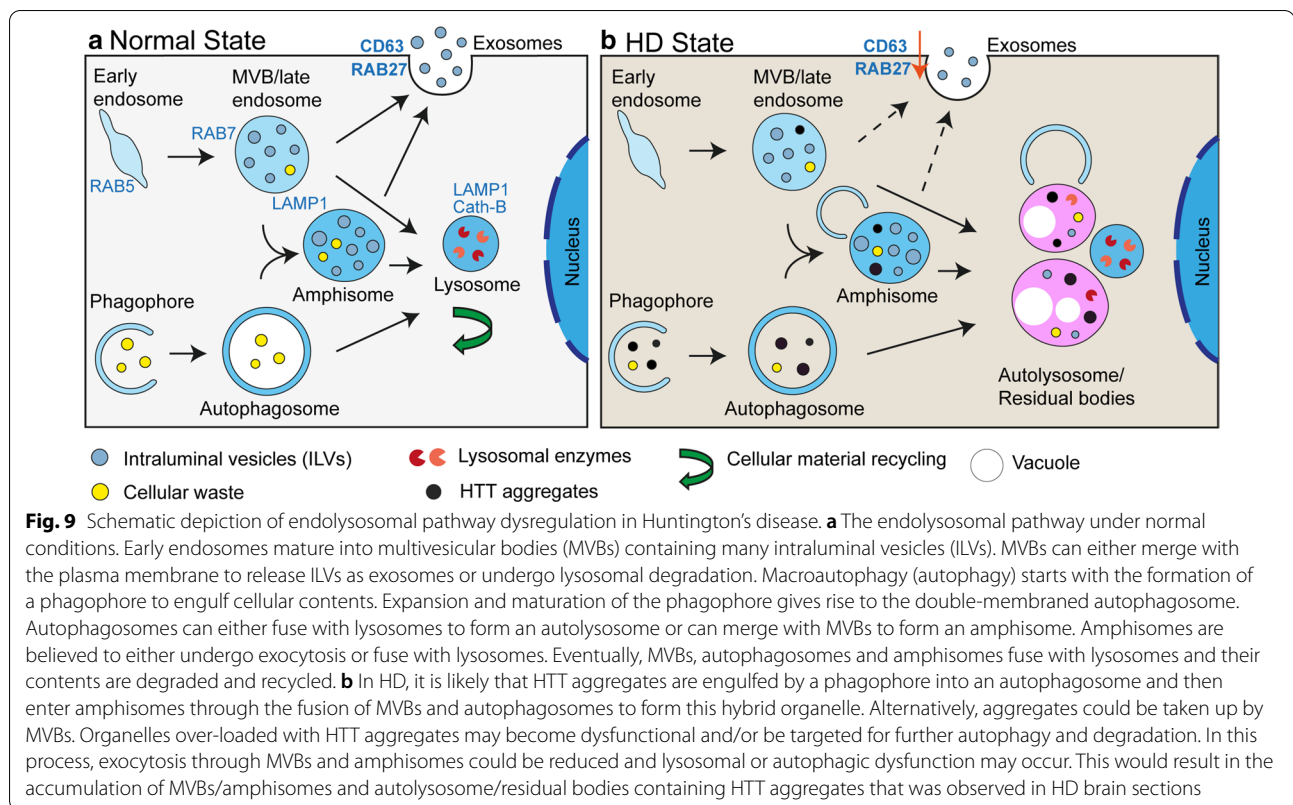 a Normal State
CD63
RAB27
Exosomes
Early
endosome
MVB/late
endosome
RAB7
RAB5
LAMP1
LAMP1
Cath-B
Amphisome
Lysosome
Nucleus
Phagophore
Autophagosome
b HD State
CD63
RAB27
Exosomes
Early
endosome
MVB/late
endosome
Amphisome
Nucleus
Phagophore
Autophagosome
Autolysosome/
Residual bodies
Intraluminal vesicles (ILVs)
Lysosomal enzymes
Cellular material recycling
Vacuole
Cellular waste
HTT aggregates
Fig. 9 Schematic depiction of endolysosomal pathway dysregulation in Huntington's disease. a The endolysosomal pathway under normal
conditions. Early endosomes mature into multivesicular bodies (MVBs) containing many intraluminal vesicles (ILVs). MVBs can either merge with
the plasma membrane to release ILVs as exosomes or undergo lysosomal degradation. Macroautophagy (autophagy) starts with the formation of
a phagophore to engulf cellular contents. Expansion and maturation of the phagophore gives rise to the double-membraned autophagosome.
Autophagosomes can either fuse with lysosomes to form an autolysosome or can merge with MVBs to form an amphisome. Amphisomes are
believed to either undergo exocytosis or fuse with lysosomes. Eventually, MVBs, autophagosomes and amphisomes fuse with lysosomes and their
contents are degraded and recycled. b In HD, it is likely that HTT aggregates are engulfed by a phagophore into an autophagosome and then
enter amphisomes through the fusion of MVBs and autophagosomes to form this hybrid organelle. Alternatively, aggregates could be taken up by
MVBs. Organelles over-loaded with HTT aggregates may become dysfunctional and/or be targeted for further autophagy and degradation. In this
process, exocytosis through MVBs and amphisomes could be reduced and lysosomal or autophagic dysfunction may occur. This would result in the
accumulation of MVBs/amphisomes and autolysosome/residual bodies containing HTT aggregates that was observed in HD brain sections